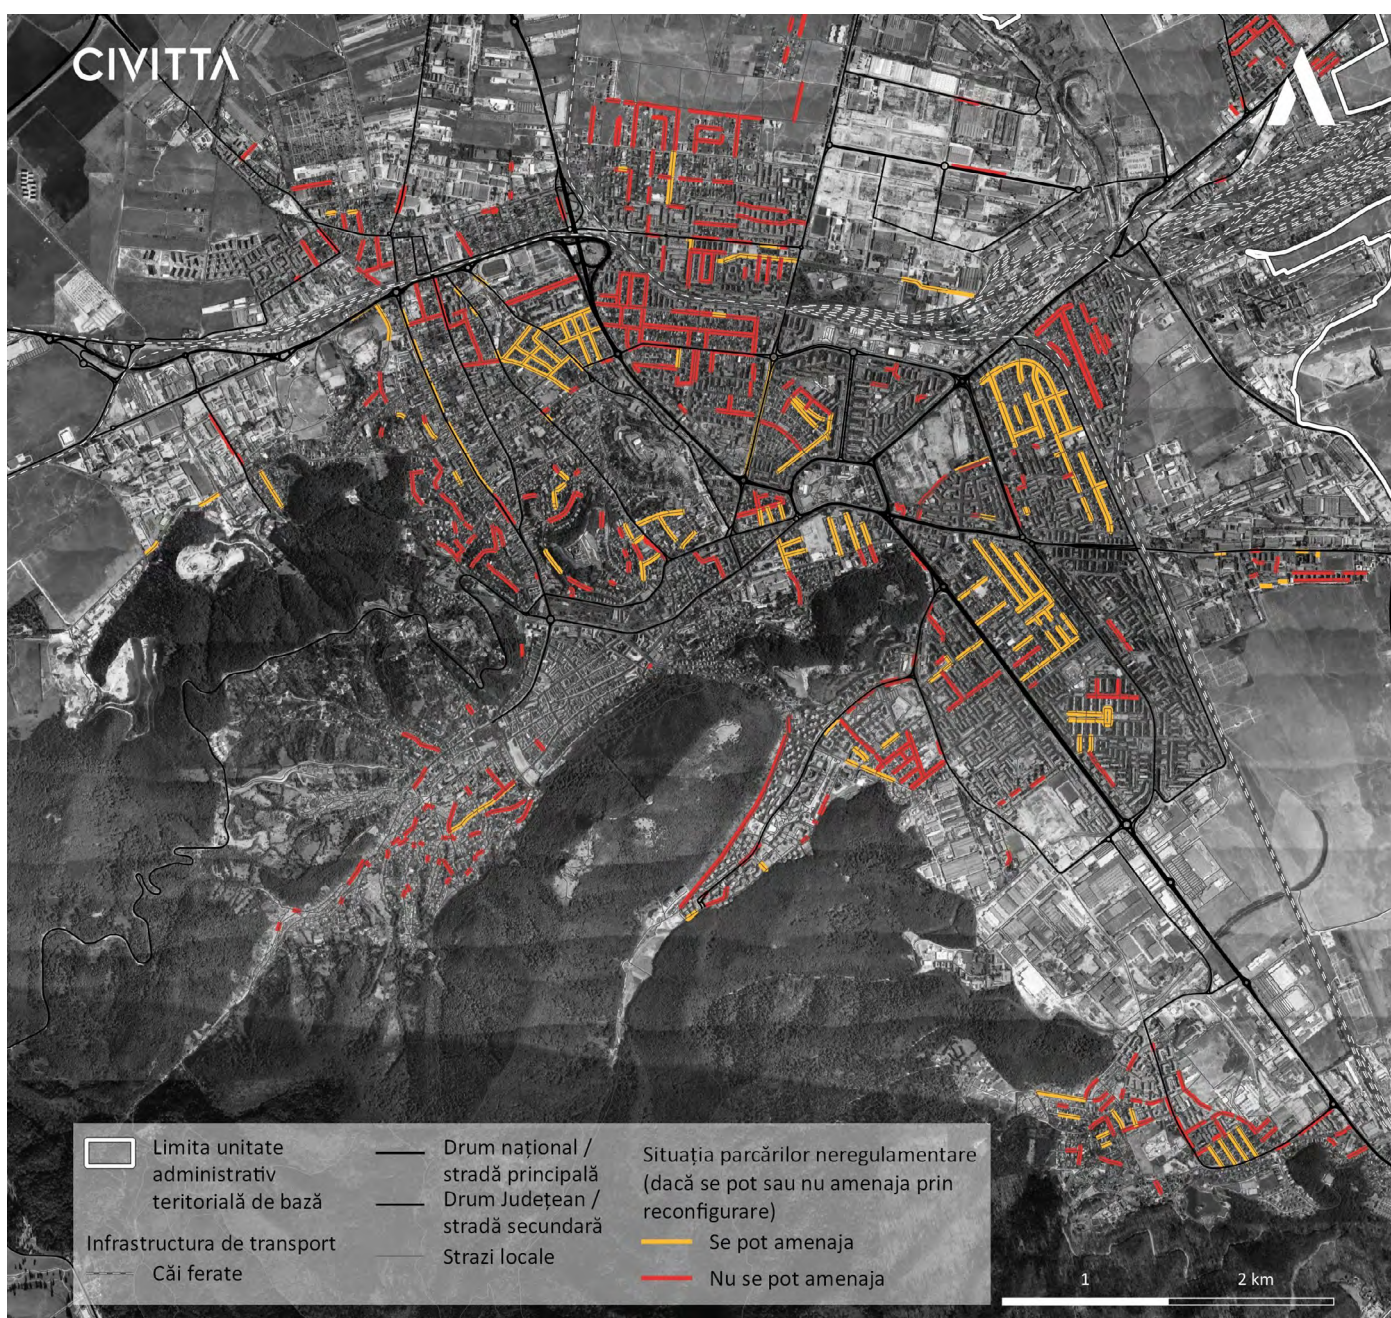 CIVITTA
Limita unitate
administrativ
teritorială de bază
Infrastructura de transport
Căi ferate
Drum național /
stradă principală
Drum Județean /
stradă secundară
Strazi locale
Situația parcărilor neregulamentare
(dacă se pot sau nu amenaja prin
reconfigurare)
Se pot amenaja
Nu se pot amenaja
1 2 km